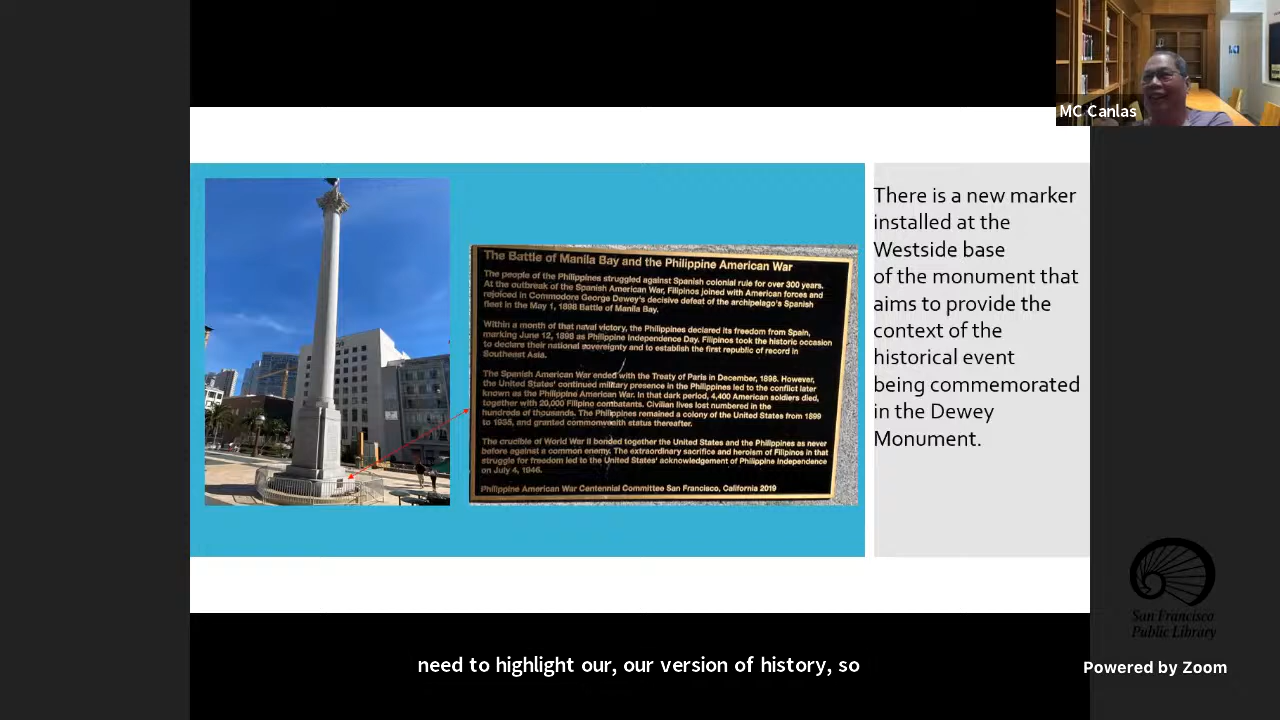 MC Canlas
There is a new marker
installed at the
Westside base
of the monument that
aims to provide the
context of the
historical event
being commemorated
in the Dewey
Monument.
The Battle of Manila Bay and the Philippine American War
The people of the Philippines struggled against Spanish colonial rule for over 300 years.
At the outbreak of the Spanish American War, Filipinos joined with American forces and
rejoiced in Commodore George Dewey's decisive defeat of the archipelago's Spanish
fleet in the May 1, 1898 Battle of Manila Bay.
Within a month of that naval victory, the Philippines declared its freedom from Spain,
marking June 12, 1898 as Philippine Independence Day. Filipinos took the historic occasion
to declare their national sovereignty and to establish the first republic of record in
Southeast Asia.
The Spanish American War ended with the Treaty of Paris in December, 1898. However,
the United States' continued military presence in the Philippines led to the conflict later
known as the Philippine American War. In that dark period, 4,400 American soldiers died,
together with 20,000 Filipino combatants. Civilian lives lost numbered in the
hundreds of thousands. The Philippines remained a colony of the United States from 1899
to 1935, and granted commonwealth status thereafter.
The crucible of World War II bonded together the United States and the Philippines as never
before against a common enemy. The extraordinary sacrifice and heroism of Filipinos in that
struggle for freedom led to the United States' acknowledgement of Philippine Independence
on July 4, 1946.
Philippine American War Centennial Committee San Francisco, California 2019
San Francisco
Public Library
need to highlight our, our version of history, so
Powered by Zoom